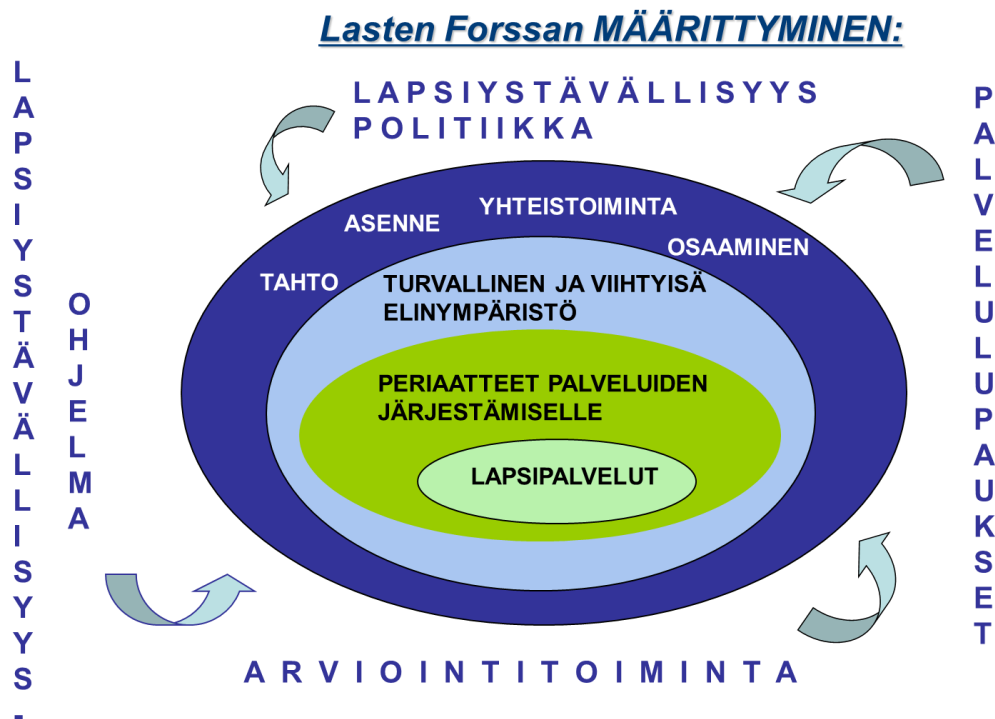 Lasten Forssan MÄÄRITTYMINEN:
LAPSIYSTÄVÄLLISYYS
POLITIIKKA
LAPSIYSTÄVÄLLISYYS-
OHJELMA
PALVELULUPAUKSET
YHTEISTOIMINTA
ASENNE
OSAAMINEN
TAHTO
TURVALLINEN JA VIIHTYISÄ
ELINYMPÄRISTÖ
PERIAATTEET PALVELUIDEN
JÄRJESTÄMISELLE
LAPSIPALVELUT
ARVIOINTITOIMINTA